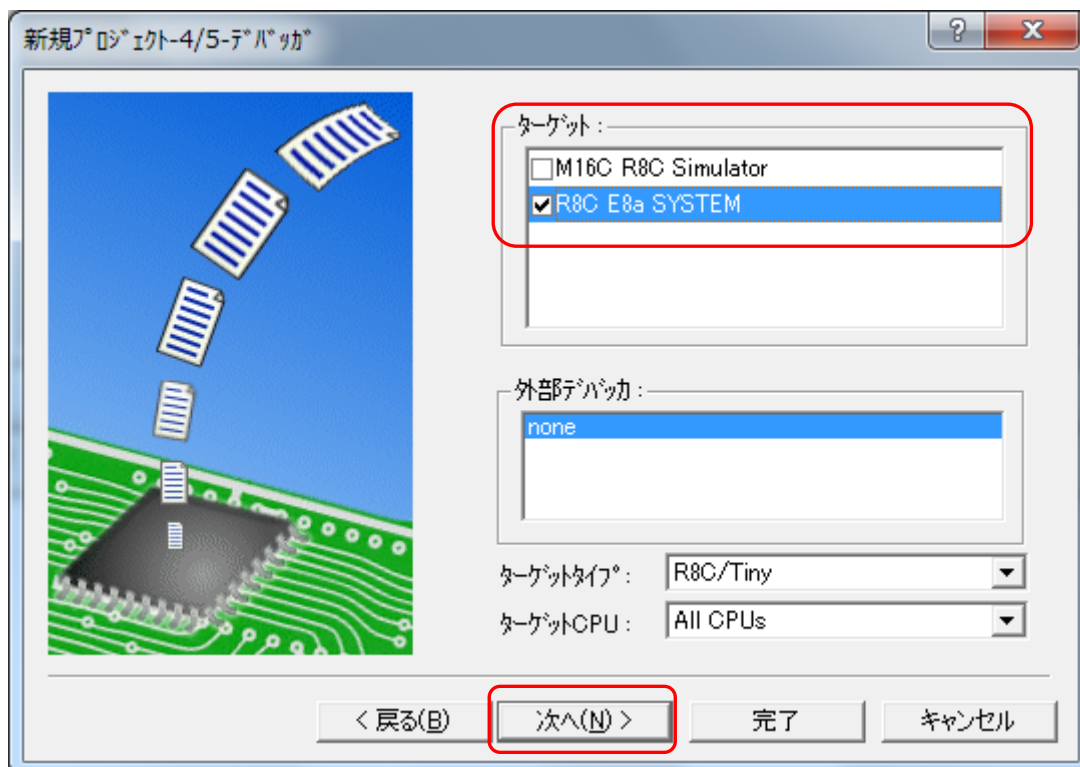 新規ﾌﾟﾛｼﾞｪｸﾄ-4/5-ﾃﾞﾊﾞｯｶﾞ
ﾀｰｹﾞｯﾄ :
M16C R8C Simulator
R8C E8a SYSTEM
外部ﾃﾞﾊﾞｯｶ :
none
ﾀｰｹﾞｯﾄﾀｲﾌﾟ : R8C/Tiny
ﾀｰｹﾞｯﾄCPU : All CPUs
< 戻る(B) 次へ(N) > 完了 キャンセル